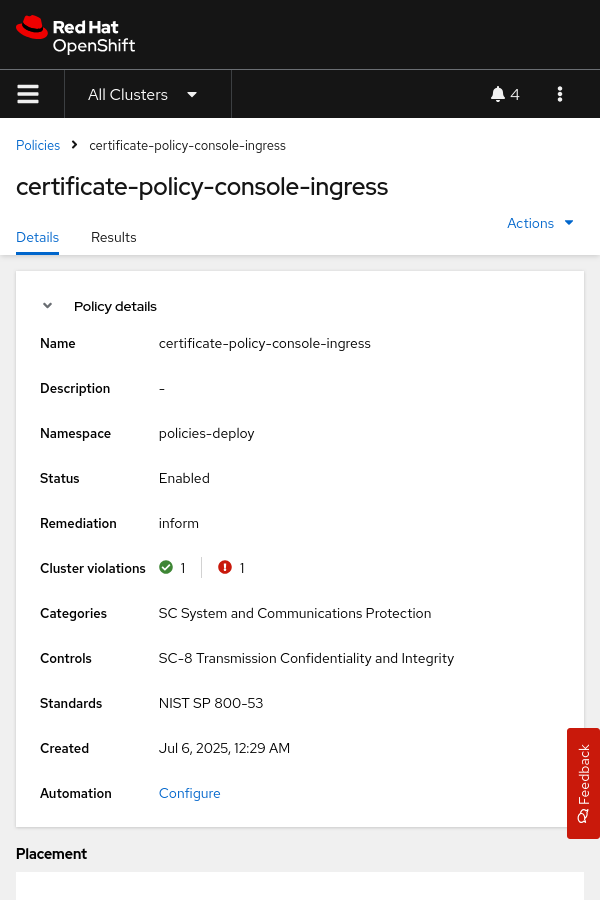 Red Hat
OpenShift
All Clusters
4
Policies
certificate-policy-console-ingress
certificate-policy-console-ingress
Actions
Details
Results
Policy details
Name certificate-policy-console-ingress
Description -
Namespace policies-deploy
Status Enabled
Remediation inform
Cluster violations 1 1
Categories SC System and Communications Protection
Controls SC-8 Transmission Confidentiality and Integrity
Standards NIST SP 800-53
Created Jul 6, 2025, 12:29 AM
Automation Configure
Feedback
Placement